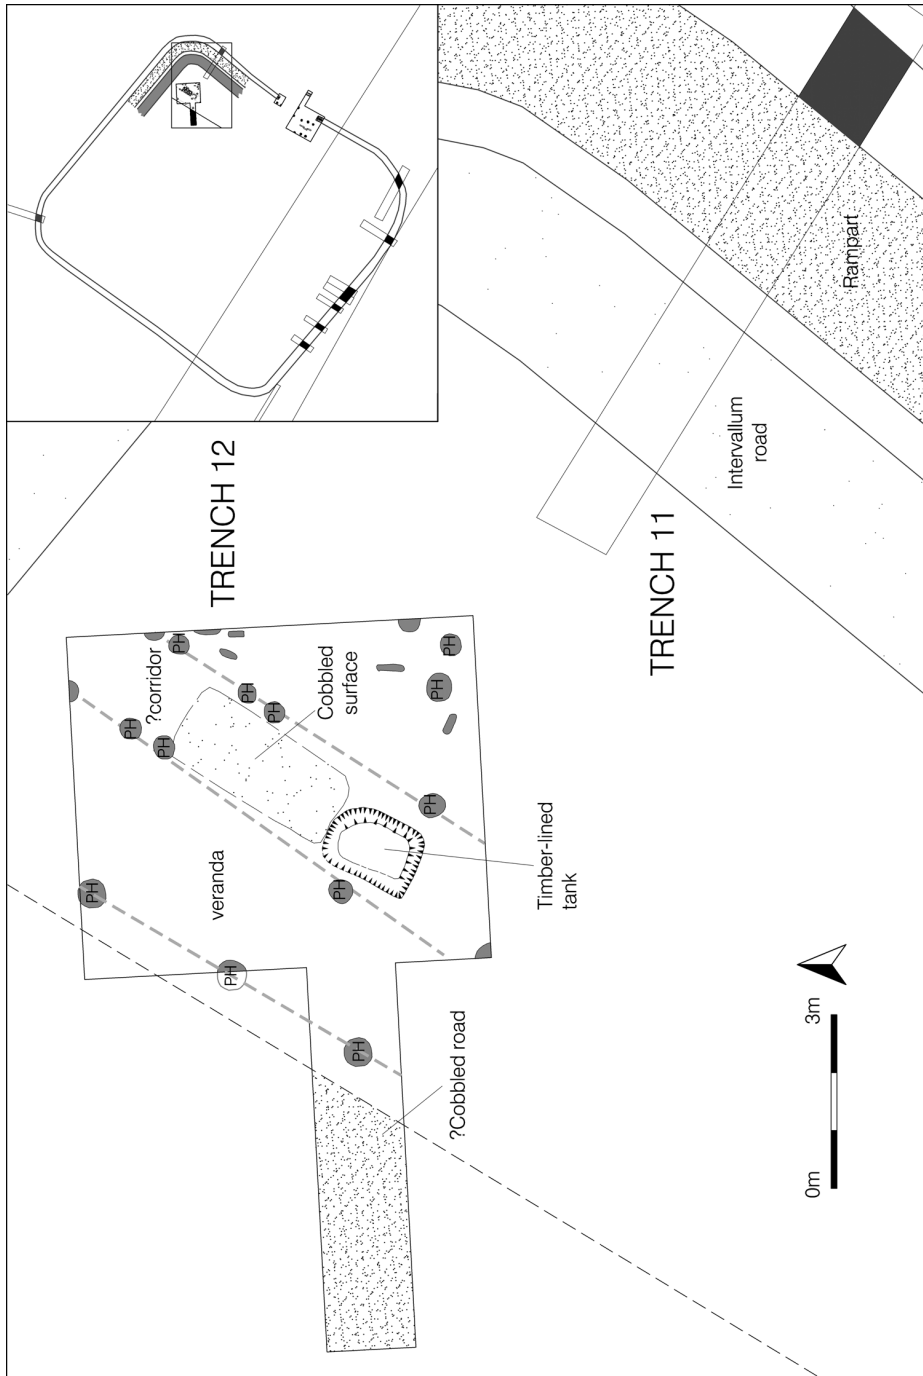 TRENCH 12
?corridor
PH
PH
PH
PH
PH
Cobbled
surface
PH
PH
PH
veranda
PH
PH
PH
PH
Timber-lined
tank
?Cobbled road
TRENCH 11
Intervallum
road
Rampart
0m
3m